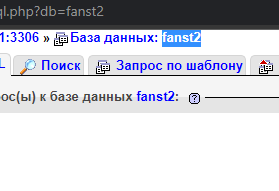 ql.php?db=fanst2
1:3306 » База данных: fanst2
L Поиск Запрос по шаблону
рос(ы) к базе данных fanst2: